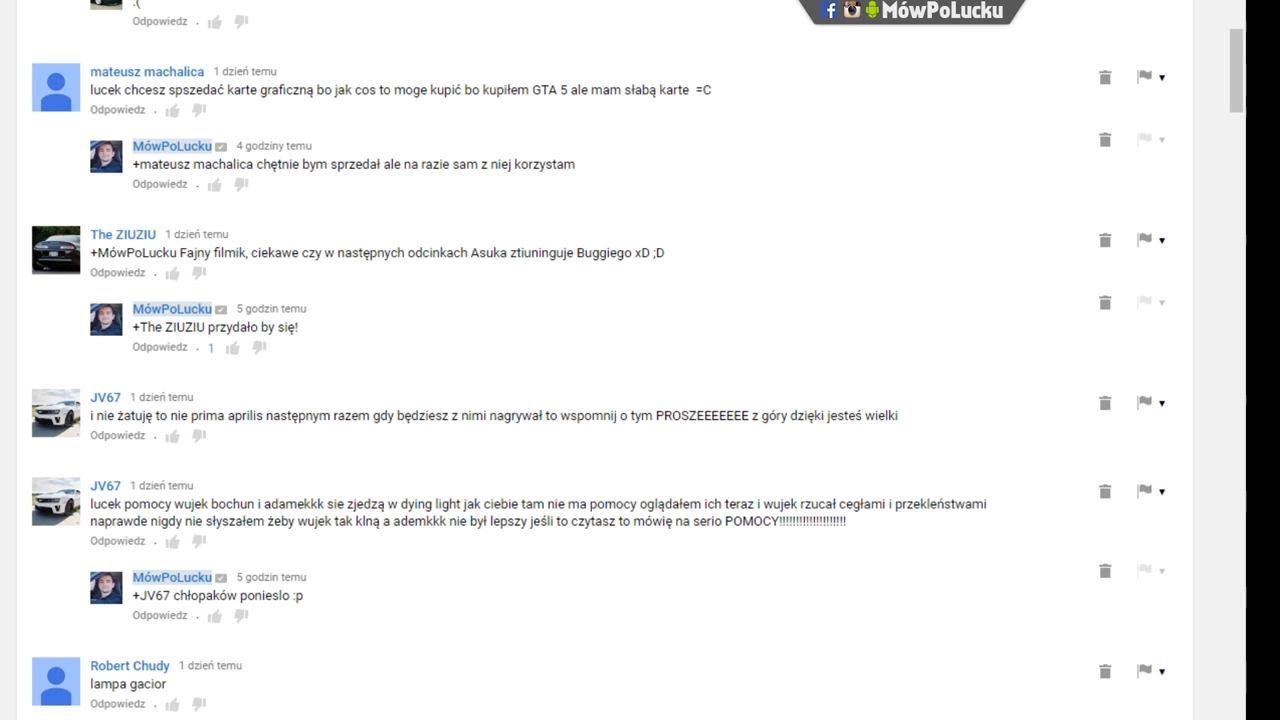 :(
Odpowiedz .
MówPoLucku
mateusz machalica 1 dzień temu
lucek chcesz spszedać karte graficzną bo jak cos to moge kupić bo kupiłem GTA 5 ale mam słabą karte =C
Odpowiedz .
MówPoLucku 4 godziny temu
+mateusz machalica chętnie bym sprzedał ale na razie sam z niej korzystam
Odpowiedz .
The ZIUZIU 1 dzień temu
+MówPoLucku Fajny filmik, ciekawe czy w następnych odcinkach Asuka ztiuninguje Buggiego xD ;D
Odpowiedz .
MówPoLucku 5 godzin temu
+The ZIUZIU przydało by się!
Odpowiedz . 1
JV67 1 dzień temu
i nie żatuję to nie prima aprilis następnym razem gdy będziesz z nimi nagrywał to wspomnij o tym PROSZEEEEEEE z góry dzięki jesteś wielki
Odpowiedz .
JV67 1 dzień temu
lucek pomocy wujek bochun i adamekkk sie zjedzą w dying light jak ciebie tam nie ma pomocy oglądałem ich teraz i wujek rzucał cegłami i przekleństwami
naprawde nigdy nie słyszałem żeby wujek tak klną a ademkkk nie był lepszy jeśli to czytasz to mówię na serio POMOCY!!!!!!!!!!!!!!!!!!!!
Odpowiedz .
MówPoLucku 5 godzin temu
+JV67 chłopaków ponieslo :p
Odpowiedz .
Robert Chudy 1 dzień temu
lampa gacior
Odpowiedz .